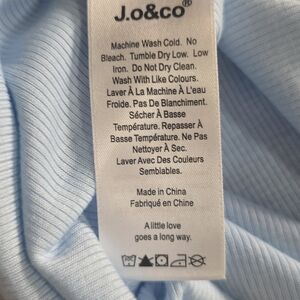 J.o&co®
Machine Wash Cold. No
Bleach. Tumble Dry Low. Low
Iron. Do Not Dry Clean.
Wash With Like Colours.
Laver À La Machine À L'eau
Froide. Pas De Blanchiment.
Sécher À Basse
Température. Repasser À
Basse Température. Ne Pas
Nettoyer À Sec.
Laver Avec Des Couleurs
Semblables.
Made in China
Fabriqué en Chine
A little love
goes a long way.